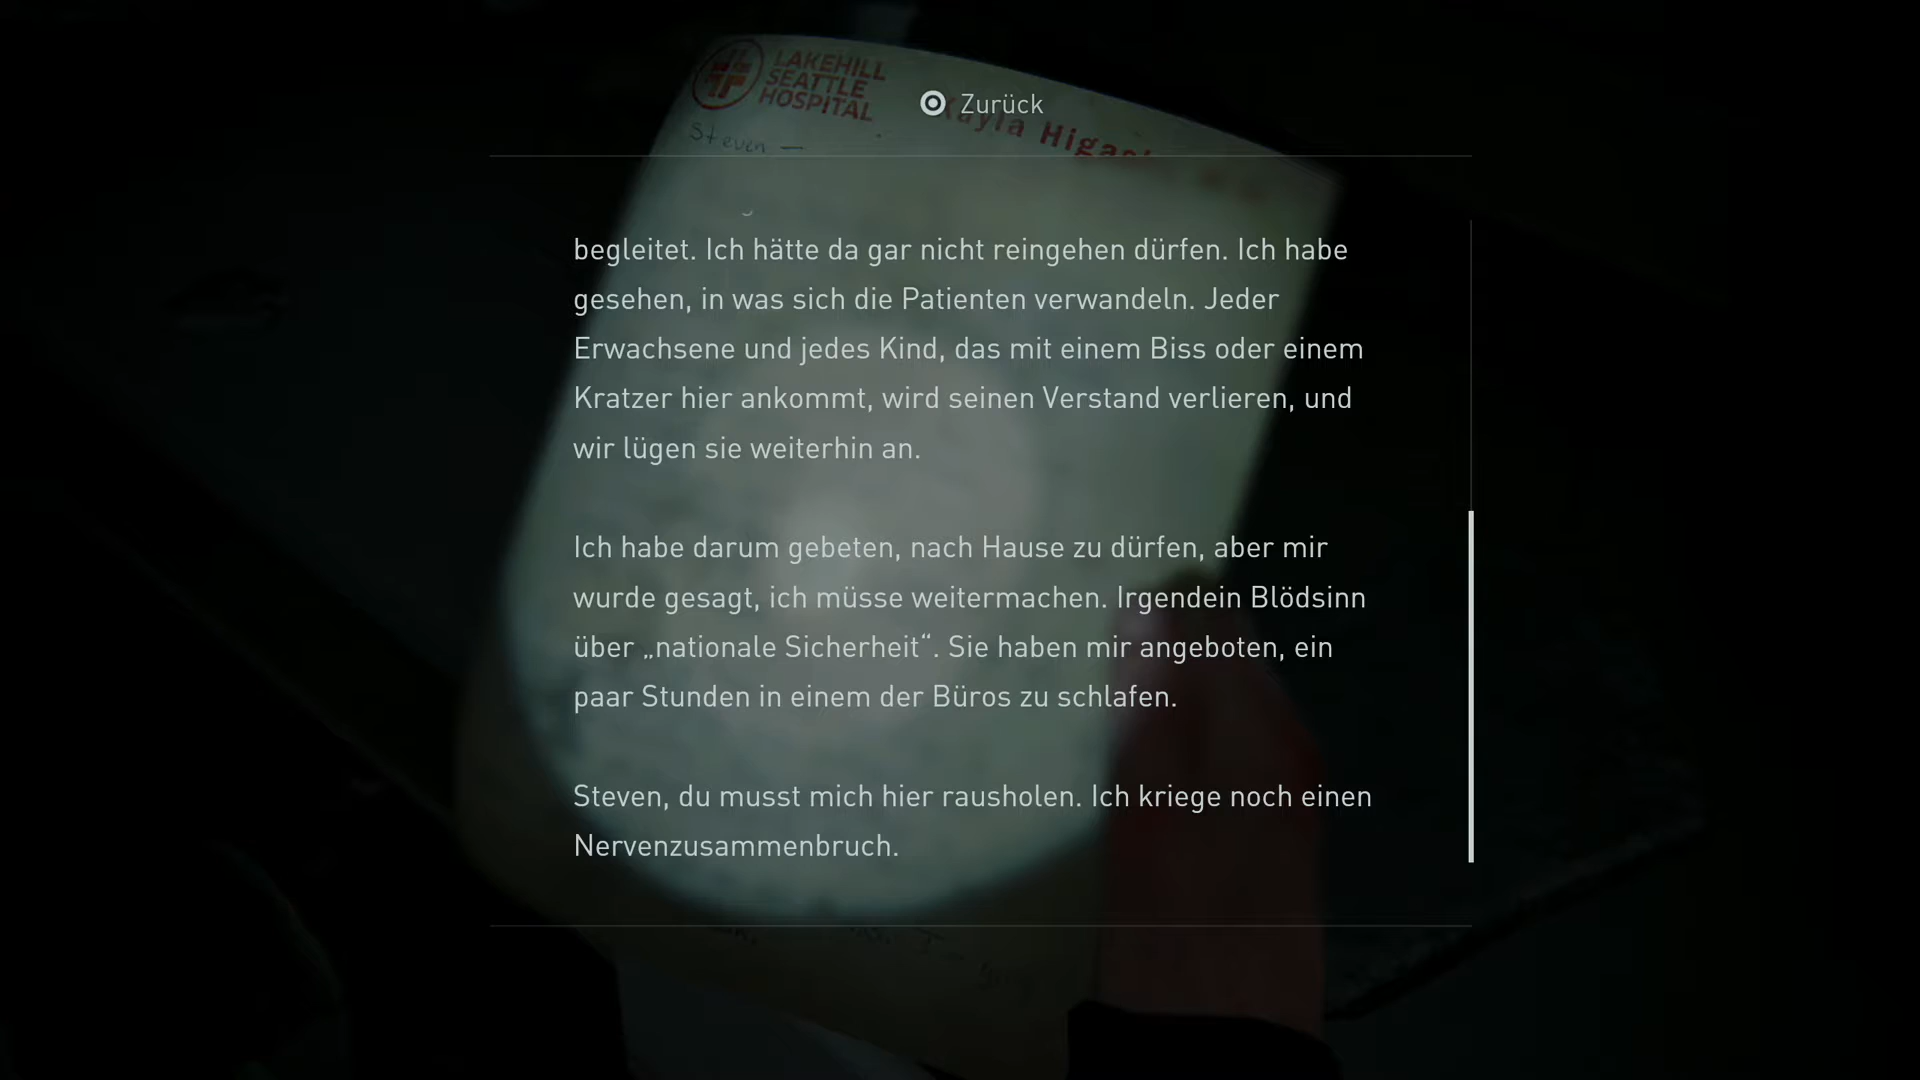 LAKEHILL
SEATTLE
HOSPITAL
Zurück
Steven —
begleitet. Ich hätte da gar nicht reingehen dürfen. Ich habe
gesehen, in was sich die Patienten verwandeln. Jeder
Erwachsene und jedes Kind, das mit einem Biss oder einem
Kratzer hier ankommt, wird seinen Verstand verlieren, und
wir lügen sie weiterhin an.
Ich habe darum gebeten, nach Hause zu dürfen, aber mir
wurde gesagt, ich müsse weitermachen. Irgendein Blödsinn
über „nationale Sicherheit“. Sie haben mir angeboten, ein
paar Stunden in einem der Büros zu schlafen.
Steven, du musst mich hier rausholen. Ich kriege noch einen
Nervenzusammenbruch.